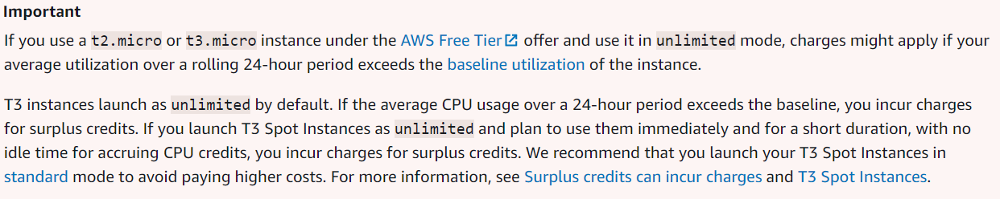 Important
If you use a t2.micro or t3.micro instance under the AWS Free Tier offer and use it in unlimited mode, charges might apply if your
average utilization over a rolling 24-hour period exceeds the baseline utilization of the instance.
T3 instances launch as unlimited by default. If the average CPU usage over a 24-hour period exceeds the baseline, you incur charges
for surplus credits. If you launch T3 Spot Instances as unlimited and plan to use them immediately and for a short duration, with no
idle time for accruing CPU credits, you incur charges for surplus credits. We recommend that you launch your T3 Spot Instances in
standard mode to avoid paying higher costs. For more information, see Surplus credits can incur charges and T3 Spot Instances.